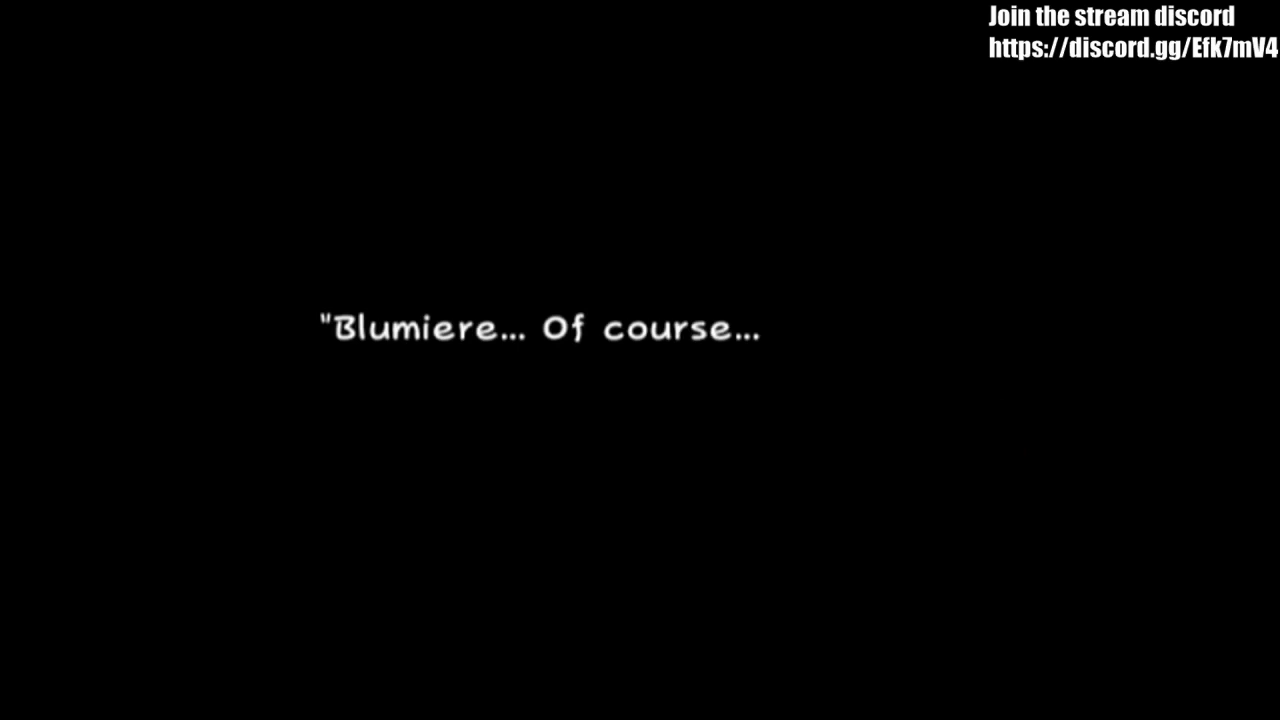 Join the stream discord
https://discord.gg/Efk7mV4
"Blumiere... Of course...